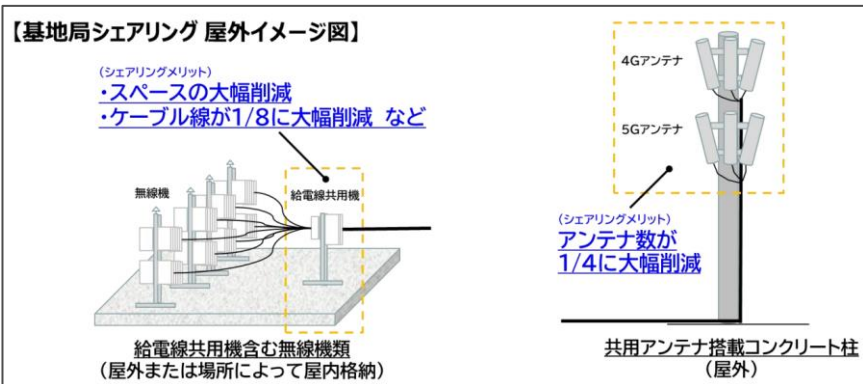 【基地局シェアリング 屋外イメージ図】
(シェアリングメリット)
・スペースの大幅削減
・ケーブル線が1/8に大幅削減 など
無線機
給電線共用機
給電線共用機含む無線機類
(屋外または場所によって屋内格納)
4Gアンテナ
5Gアンテナ
(シェアリングメリット)
アンテナ数が
1/4に大幅削減
共用アンテナ搭載コンクリート柱
(屋外)